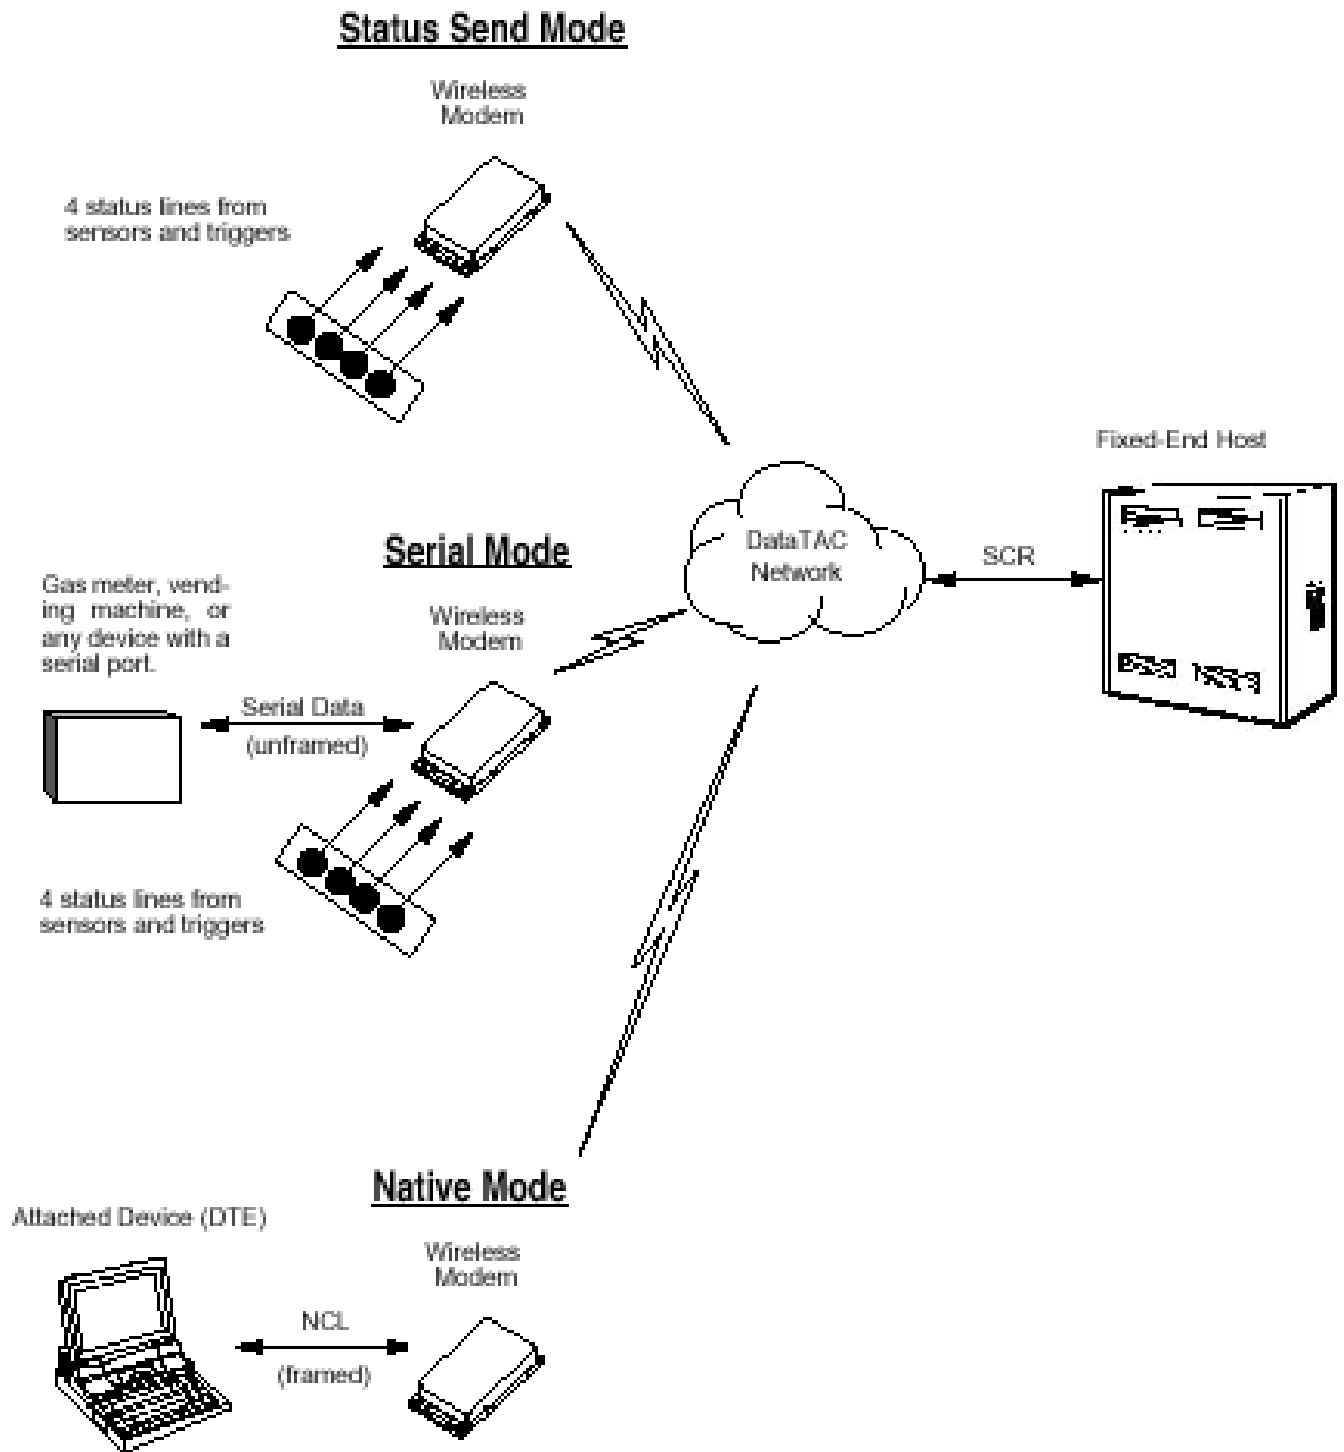 Status Send Mode
Wireless
Modem
4 status lines from
sensors and triggers
Fixed-End Host
DataTAC
Network
SCR
Serial Mode
Gas meter, vend-
ing machine, or
any device with a
serial port.
Wireless
Modem
Serial Data
(unframed)
4 status lines from
sensors and triggers
Native Mode
Attached Device (DTE)
Wireless
Modem
NCL
(framed)